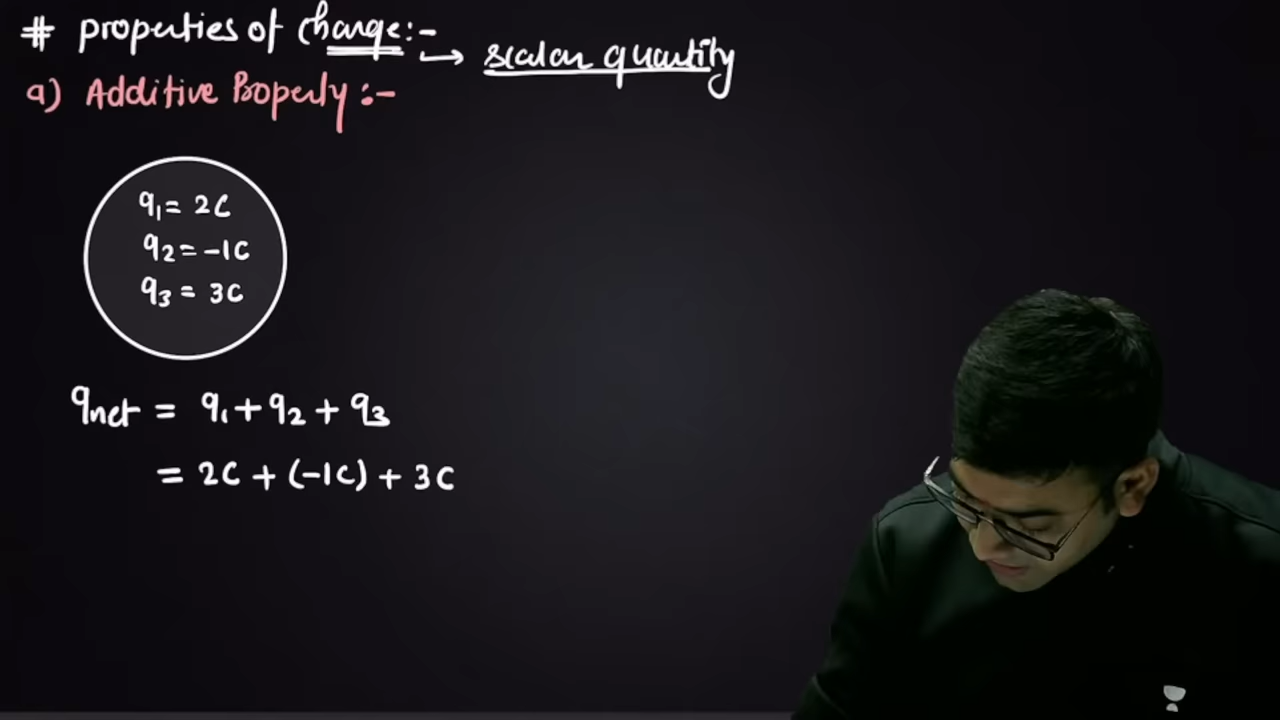 # properties of charge:-
→ scalar quantity
a) Additive Property :-
q₁ = 2C
q₂ = -1C
q₃ = 3C
qnet = q₁ + q₂ + q₃
= 2C + (-1C) + 3C